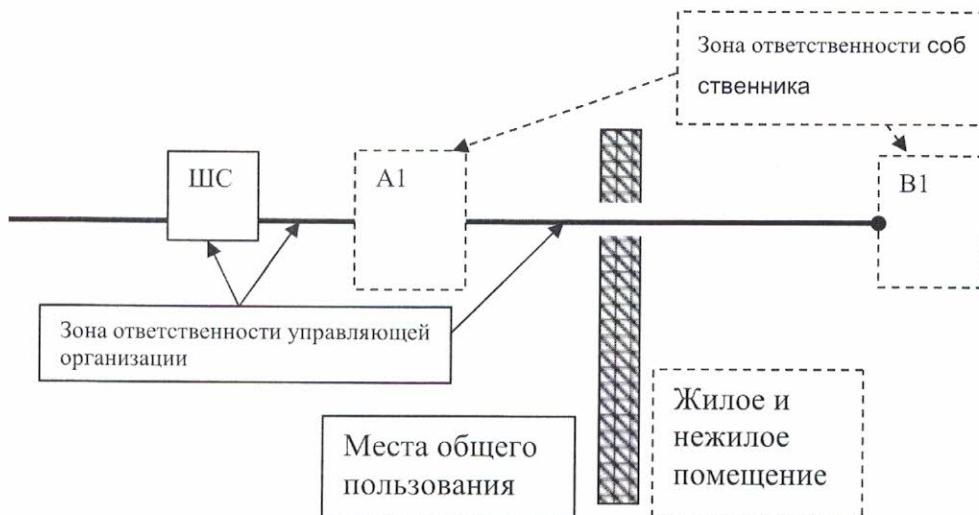 Зона ответственности соб
ственника
ШС
А1
В1
Зона ответственности управляющей
организации
Жилое и
нежилое
помещение
Места общего
пользования